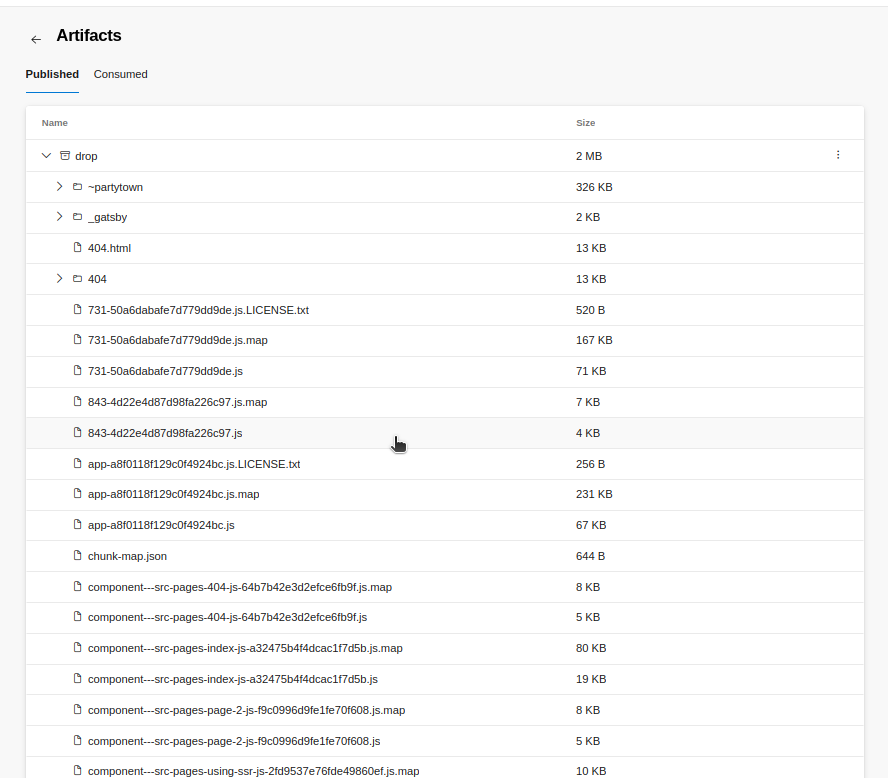 Artifacts
Published Consumed
Name Size
drop 2 MB
~partytown 326 KB
_gatsby 2 KB
404.html 13 KB
404 13 KB
731-50a6dabafe7d779dd9de.js.LICENSE.txt 520 B
731-50a6dabafe7d779dd9de.js.map 167 KB
731-50a6dabafe7d779dd9de.js 71 KB
843-4d22e4d87d98fa226c97.js.map 7 KB
843-4d22e4d87d98fa226c97.js 4 KB
app-a8f0118f129c0f4924bc.js.LICENSE.txt 256 B
app-a8f0118f129c0f4924bc.js.map 231 KB
app-a8f0118f129c0f4924bc.js 67 KB
chunk-map.json 644 B
component---src-pages-404-js-64b7b42e3d2efce6fb9f.js.map 8 KB
component---src-pages-404-js-64b7b42e3d2efce6fb9f.js 5 KB
component---src-pages-index-js-a32475b4f4dcac1f7d5b.js.map 80 KB
component---src-pages-index-js-a32475b4f4dcac1f7d5b.js 19 KB
component---src-pages-page-2-js-f9c0996d9fe1fe70f608.js.map 8 KB
component---src-pages-page-2-js-f9c0996d9fe1fe70f608.js 5 KB
component---src-pages-using-ssr-js-2fd9537e76fde49860ef.js.map 10 KB